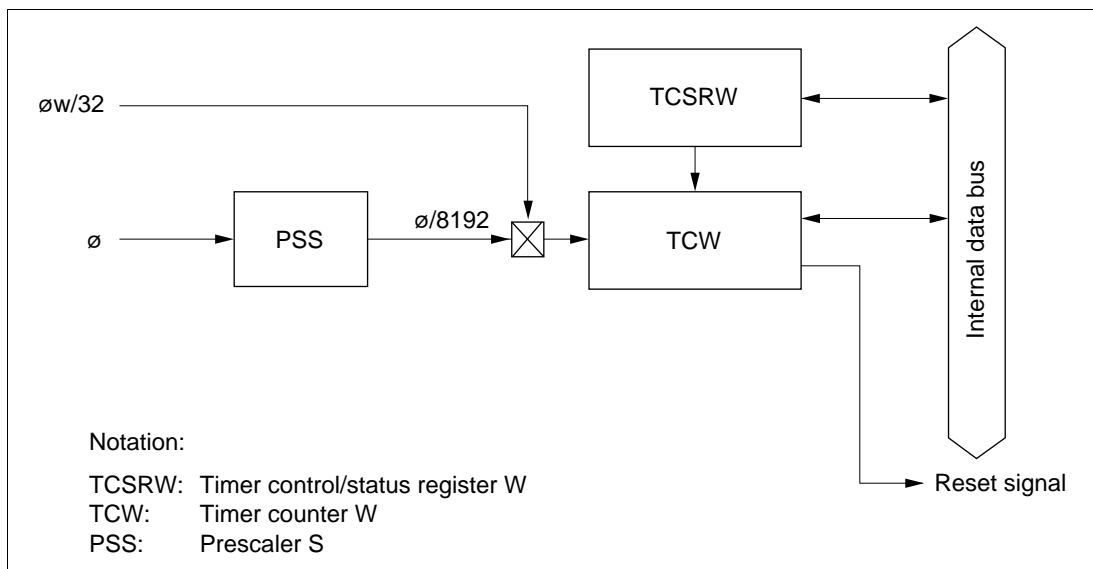 øw/32
TCSRW
ø
PSS
ø/8192
TCW
Internal data bus
Reset signal
Notation:
TCSRW: Timer control/status register W
TCW: Timer counter W
PSS: Prescaler S